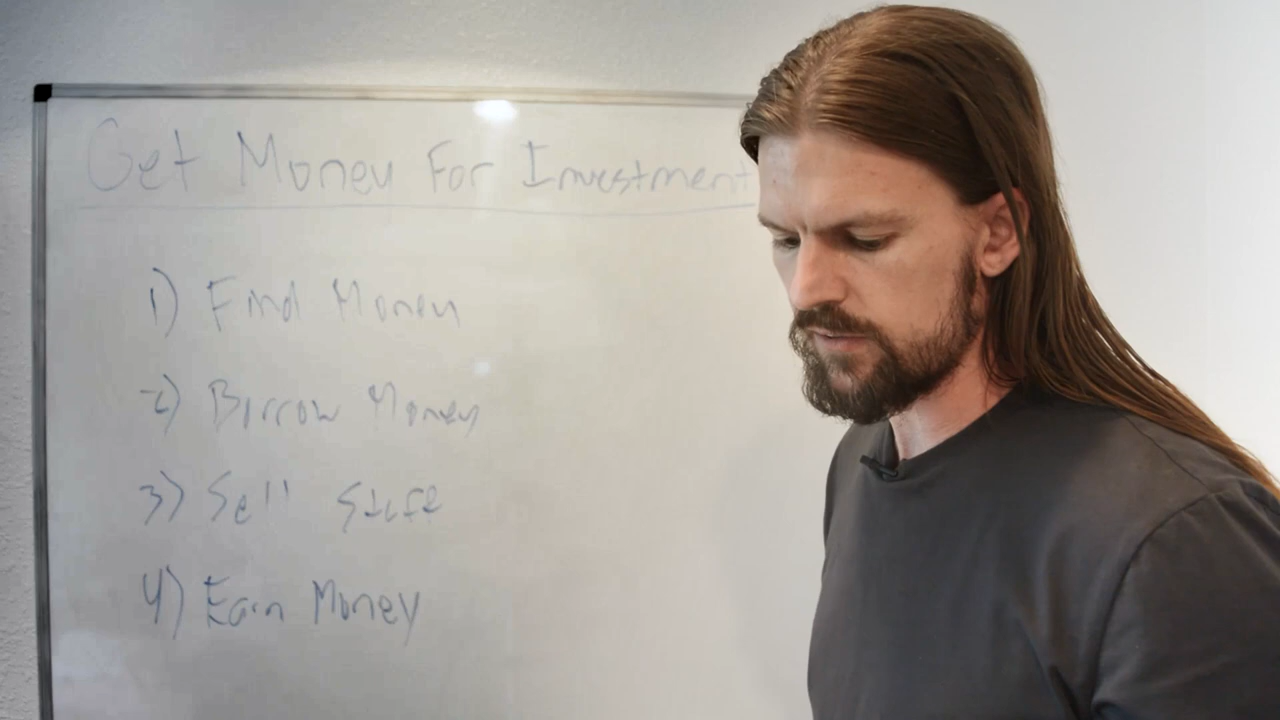 Get Money For Investment
1) Find Money
2) Borrow Money
3) Sell Stuff
4) Earn Money